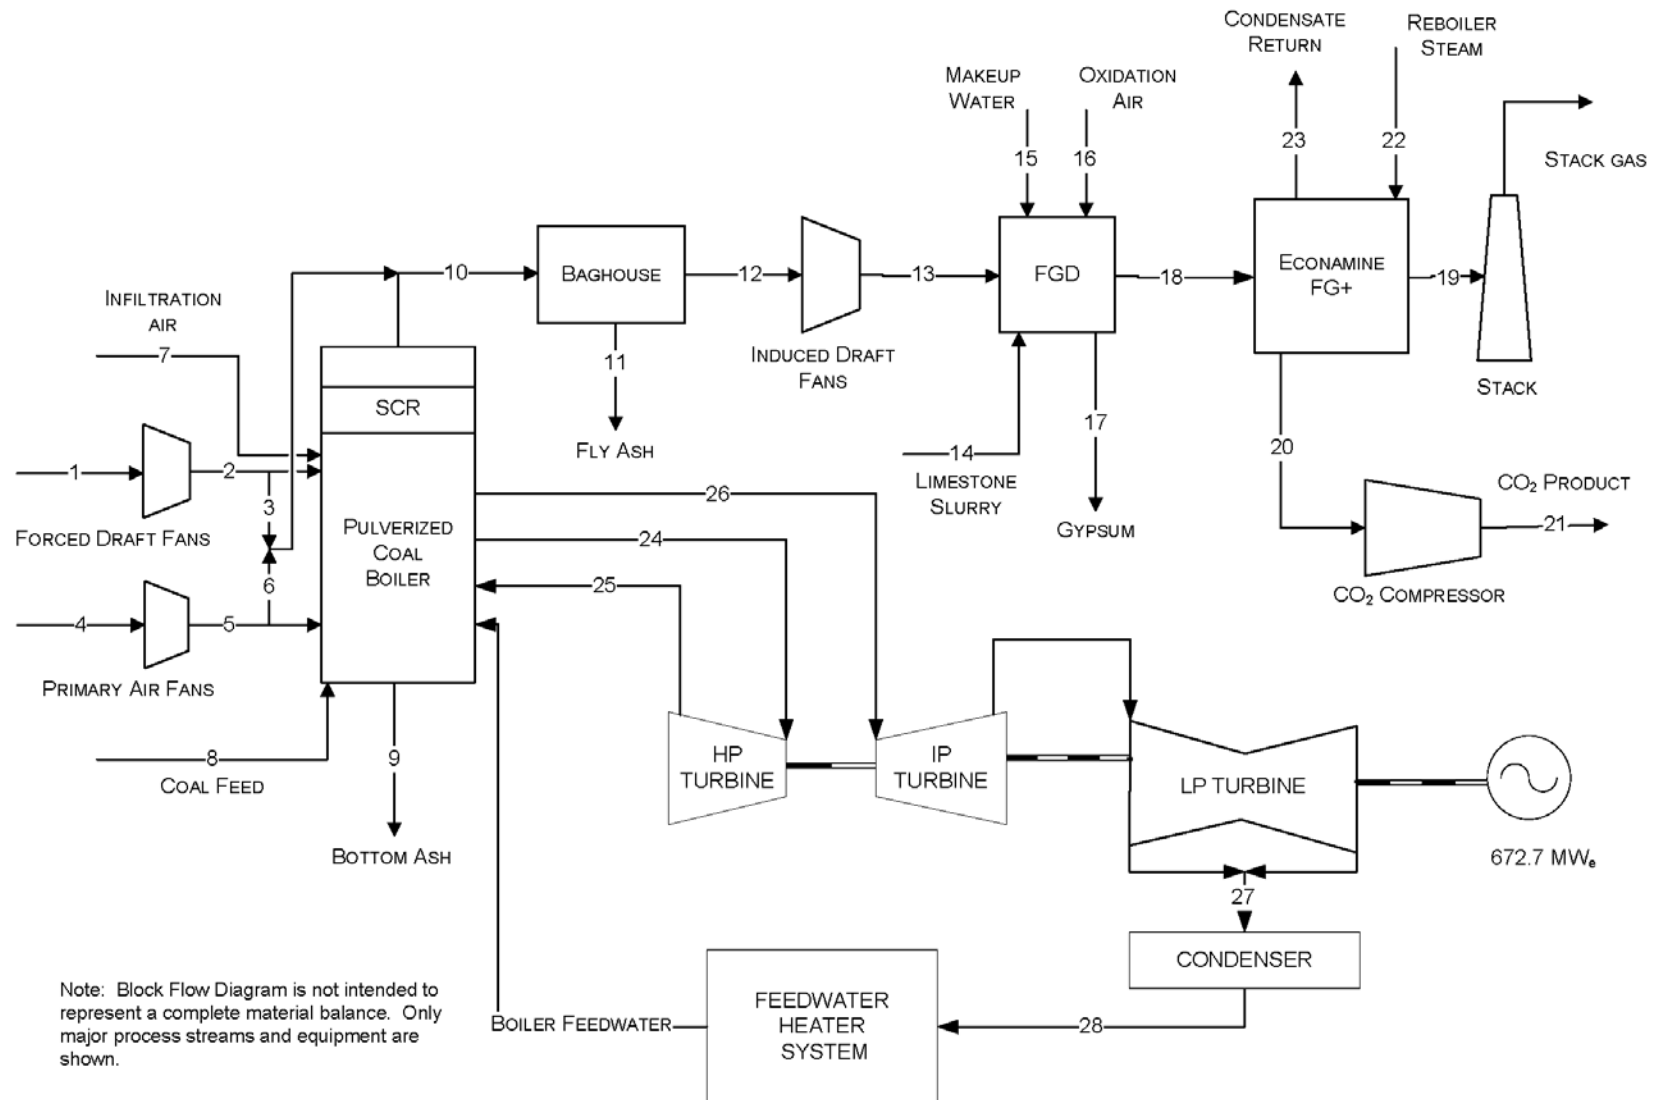 CONDENSATE
RETURN
REBOILER
STEAM
MAKEUP
WATER
OXIDATION
AIR
23
22
15
16
STACK GAS
INFILTRATION
AIR
7
10
BAGHOUSE
12
13
FGD
18
ECONAMINE
FG+
19
INDUCED DRAFT
FANS
11
STACK
SCR
17
FLY ASH
14
LIMESTONE
SLURRY
20
1
2
3
FORCED DRAFT FANS
26
GYPSUM
CO₂ PRODUCT
21
PULVERIZED
COAL
BOILER
24
25
6
CO₂ COMPRESSOR
4
5
PRIMARY AIR FANS
8
COAL FEED
9
BOTTOM ASH
HP
TURBINE
IP
TURBINE
LP TURBINE
672.7 MWe
27
CONDENSER
Note: Block Flow Diagram is not intended to
represent a complete material balance. Only
major process streams and equipment are
shown.
BOILER FEEDWATER
FEEDWATER
HEATER
SYSTEM
28